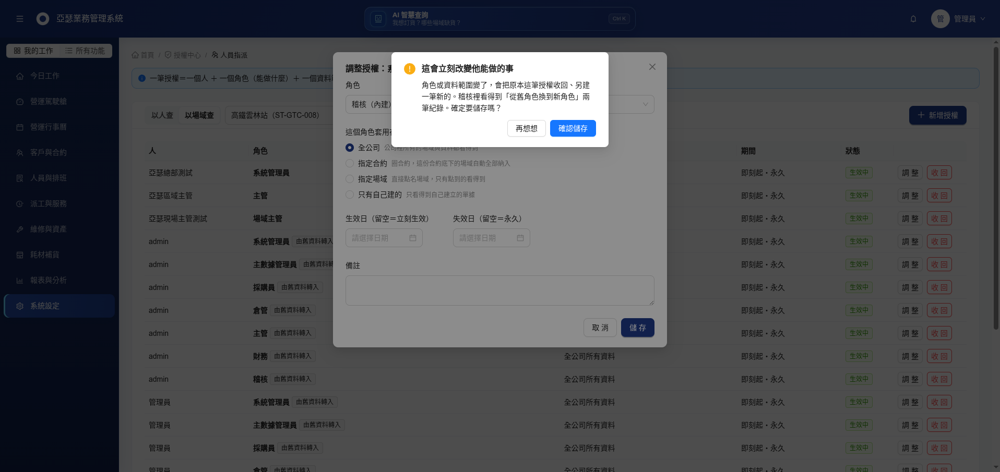 亞瑟業務管理系統
AI 智慧查詢
我想訂貨？哪些場域缺貨？
Ctrl K
管
管理員
我的工作
所有功能
今日工作
營運駕駛艙
營運行事曆
客戶與合約
人員與排班
派工與服務
維修與資產
耗材補貨
報表與分析
系統設定
首頁 / 授權中心 / 人員指派
一筆授權＝一個人 ＋ 一個角色（能做什麼）＋ 一個資料
以人查
以場域查
高鐵雲林站（ST-GTC-008）
新增授權
人 角色 期間 狀態
亞瑟總部測試 系統管理員 即刻起・永久 生效中 調整 收回
亞瑟區域主管 主管 即刻起・永久 生效中 調整 收回
亞瑟現場主管測試 場域主管 即刻起・永久 生效中 調整 收回
admin 系統管理員 由舊資料轉入 即刻起・永久 生效中 調整 收回
admin 主數據管理員 由舊資料 即刻起・永久 生效中 調整 收回
admin 採購員 由舊資料轉入 即刻起・永久 生效中 調整 收回
admin 倉管 由舊資料轉入 即刻起・永久 生效中 調整 收回
admin 主管 由舊資料轉入 即刻起・永久 生效中 調整 收回
admin 財務 由舊資料轉入 全公司所有資料 即刻起・永久 生效中 調整 收回
admin 稽核 由舊資料轉入 全公司所有資料 即刻起・永久 生效中 調整 收回
管理員 系統管理員 由舊資料轉入 全公司所有資料 即刻起・永久 生效中 調整 收回
管理員 主數據管理員 由舊資料轉入 全公司所有資料 即刻起・永久 生效中 調整 收回
管理員 採購員 由舊資料轉入 全公司所有資料 即刻起・永久 生效中 調整 收回
管理員 倉管 由舊資料轉入 全公司所有資料 即刻起・永久 生效中 調整 收回
調整授權：
角色
稽核（內建）
這個角色套用
全公司 公司裡所有的場域與資料都看得到
指定合約 圈合約，這份合約底下的場域自動全部納入
指定場域 直接點名場域，只有點到的看得到
只有自己建的 只看得到自己建立的單據
生效日（留空＝立刻生效）
失效日（留空＝永久）
請選擇日期
請選擇日期
備註
取消
儲存
這會立刻改變他能做的事
角色或資料範圍變了，會把原本這筆授權收回、另建
一筆新的。稽核裡看得到「從舊角色換到新角色」兩
筆紀錄。確定要儲存嗎？
再想想
確認儲存